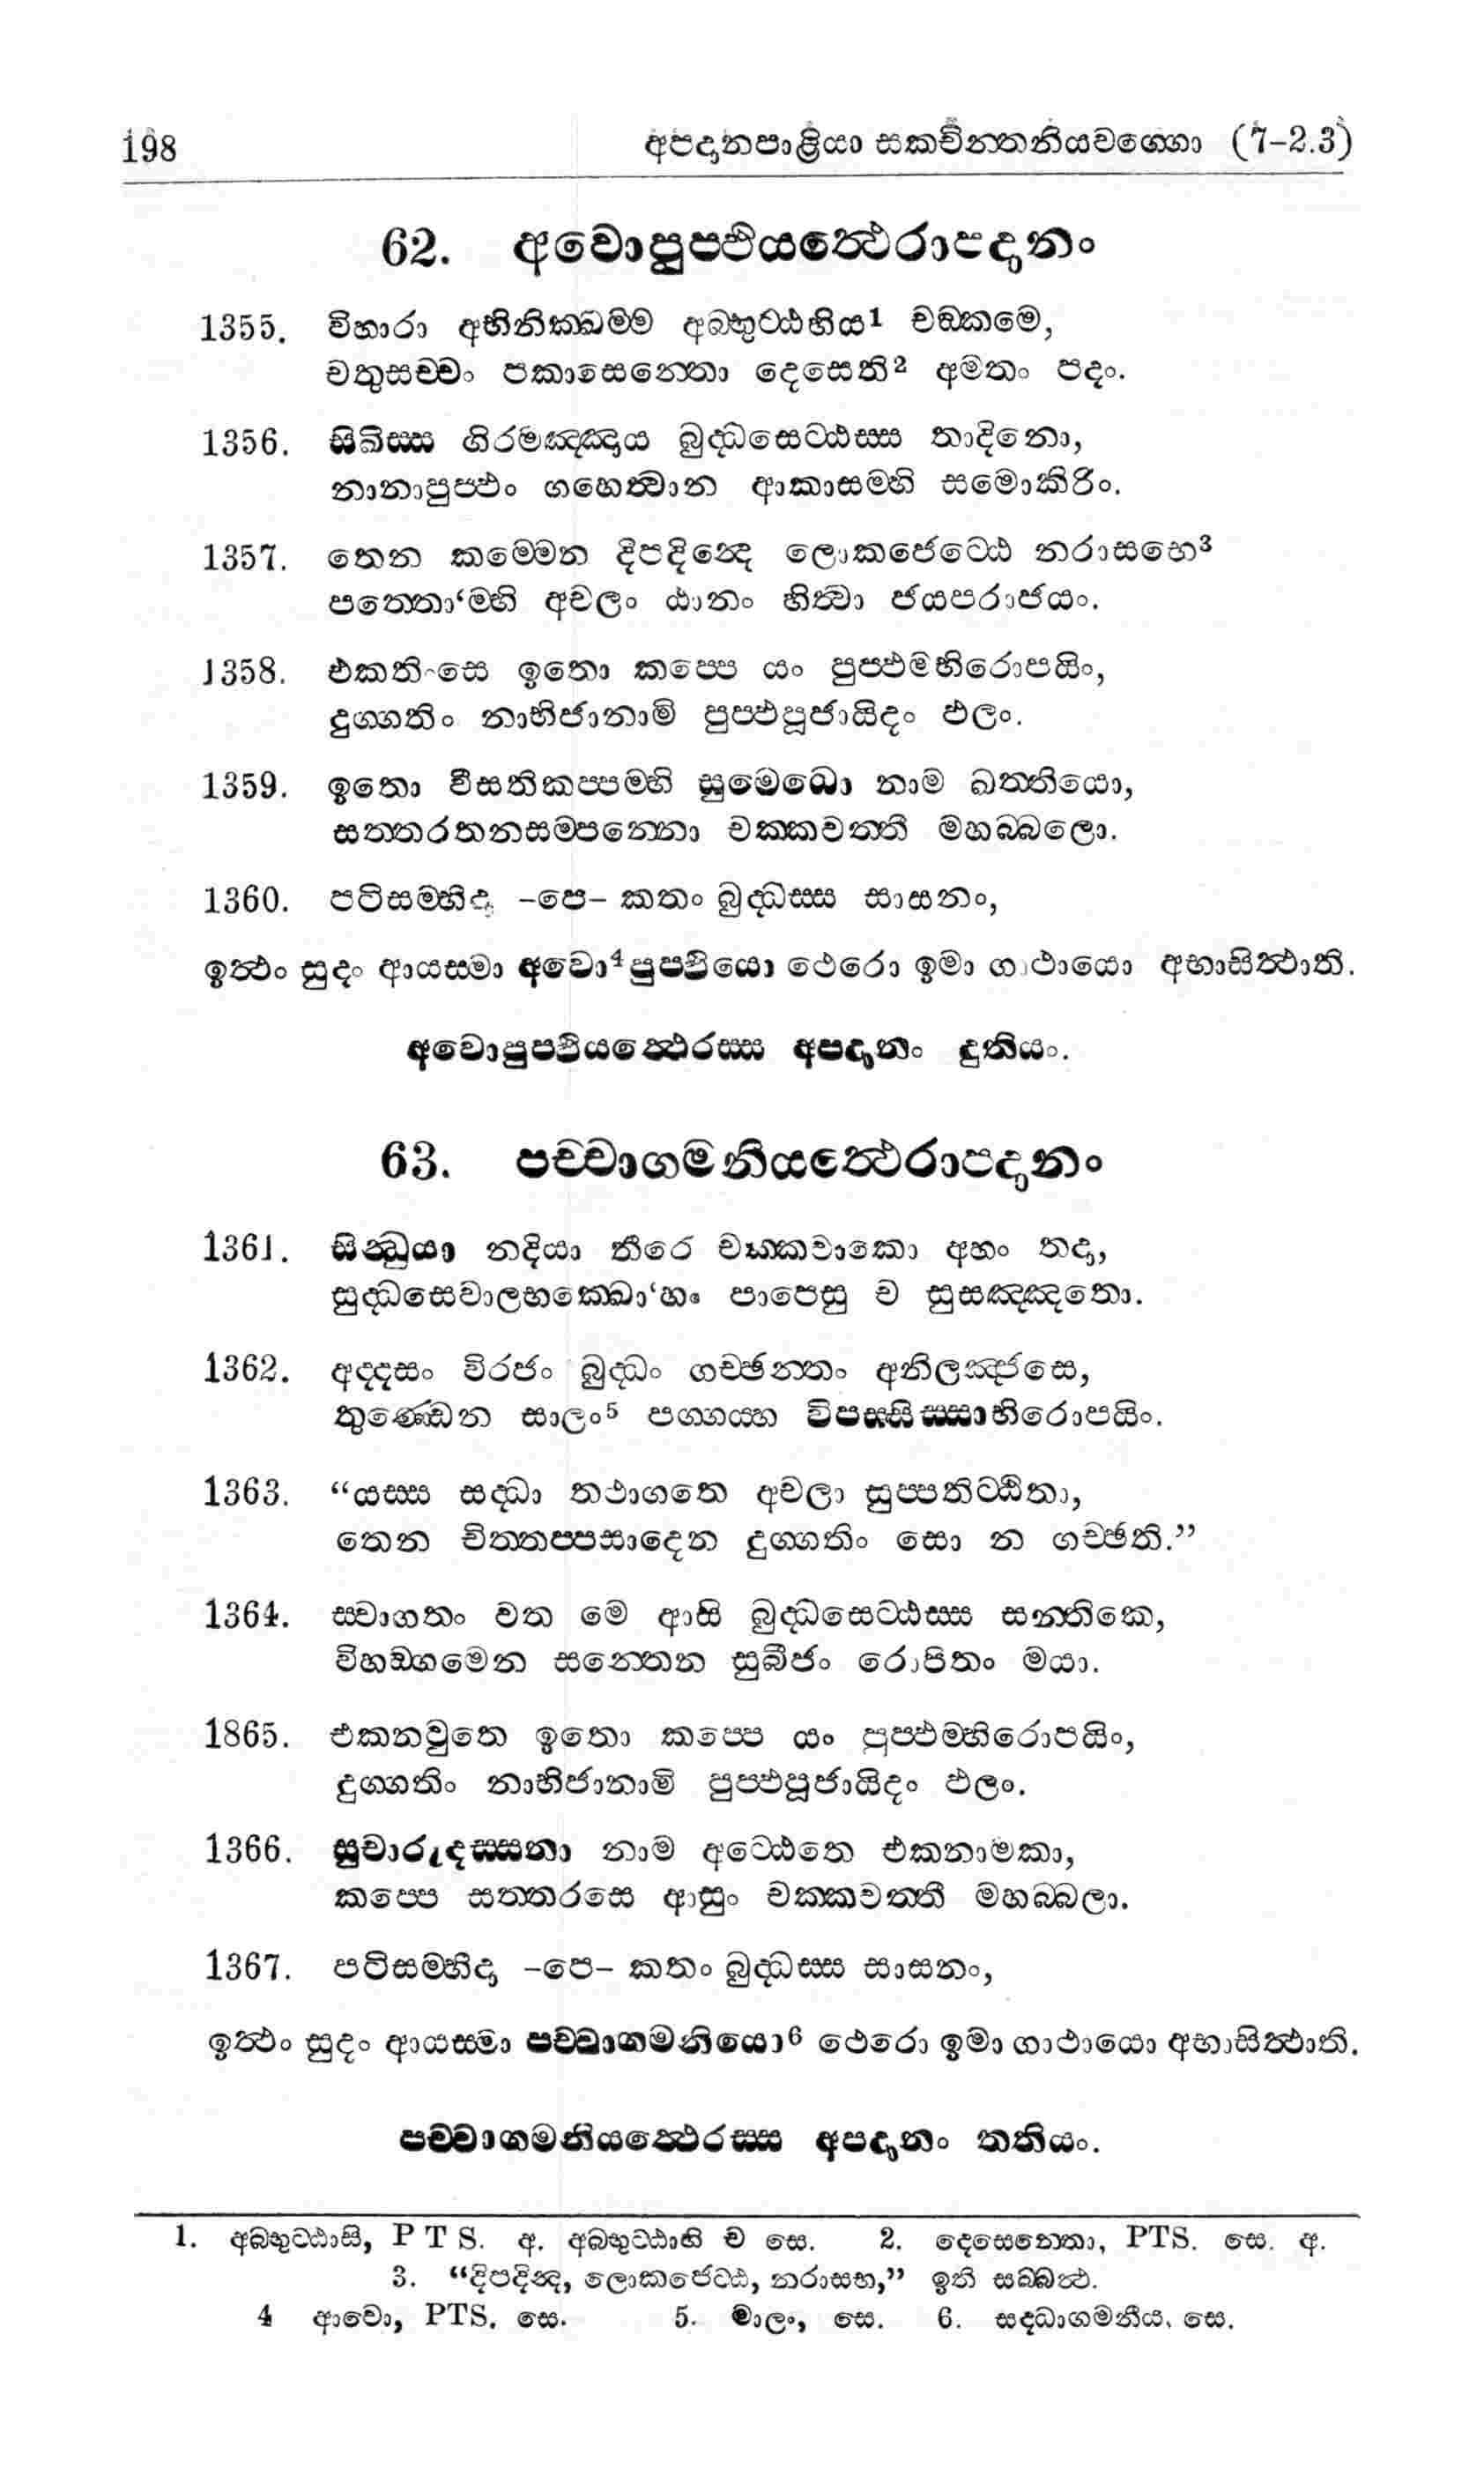 198 අපදානපාළියා සකචින්තනියවග්ගො (7-2.3)
62. අවොපුප්ඵියත්ථෙරාපදානං
1355. විහාරා අභිනික්ඛම්ම අබ්භුට්ඨහිය1 චඞ්කමෙ,
චතුසච්චං පකාසෙන්තො දෙසෙති2 අමතං පදං.
1356. සිඛිස්ස ගිරමඤ්ඤාය බුද්ධසෙට්ඨස්ස තාදිනො,
නානාපුප්ඵං ගහෙත්වාන ආකාසම්හි සමොකිරිං.
1357. තෙන කම්මෙන දිපදින්දෙ ලොකජෙට්ඨෙ නරාසභෙ3
පත්තො‘ම්හි අචලං ඨානං හිත්වා ජයපරාජයං.
1358. එකතිංසෙ ඉතො කප්පෙ යං පුප්ඵමභිරොපයිං,
දුග්ගතිං නාභිජානාමි පුප්ඵපූජායිදං ඵලං.
1359. ඉතො වීසතිකප්පම්හි සුමෙධො නාම ඛත්තියො,
සත්තරතනසම්පන්නො චක්කවත්තී මහබ්බලො.
1360. පටිසම්භිදා -පෙ- කතං බුද්ධස්ස සාසනං,
ඉත්ථං සුදං ආයස්මා අවො4පුප්ඵියො ථෙරො ඉමා ගාථායො අභාසිත්ථාති.
අවොපුප්ඵියත්ථෙරස්ස අපදානං දුතියං.
63. පච්චාගමනියත්ථෙරාපදානං
1361. සින්ධුයා නදියා තීරෙ චක්කවාකො අහං තදා,
සුද්ධසෙවාලභක්ඛො‘හං පාපෙසු ච සුසඤ්ඤතො.
1362. අද්දසං විරජං බුද්ධං ගච්ඡන්තං අනිලඤ්ජසෙ,
තුණ්ඩෙන සාලං5 පග්ගය්හ විපස්සිස්සාභිරොපයිං.
1363. “යස්ස සද්ධා තථාගතෙ අචලා සුප්පතිට්ඨිතා,
තෙන චිත්තප්පසාදෙන දුග්ගතිං සො න ගච්ඡති.”
1364. ස්වාගතං වත මෙ ආසි බුද්ධසෙට්ඨස්ස සන්තිකෙ,
විහඞ්ගමෙන සන්තෙන සුබීජං රොපිතං මයා.
1865. එකනවුතෙ ඉතො කප්පෙ යං පුප්ඵමභිරොපයිං,
දුග්ගතිං නාභිජානාමි පුප්ඵපූජායිදං ඵලං.
1366. සුචාරුදස්සනා නාම අට්ඨෙතෙ එකනාමකා,
කප්පෙ සත්තරසෙ ආසුං චක්කවත්තී මහබ්බලා.
1367. පටිසම්භිදා -පෙ- කතං බුද්ධස්ස සාසනං,
ඉත්ථං සුදං ආයස්මා පච්චාගමනියො6 ථෙරො ඉමා ගාථායො අභාසිත්ථාති.
පච්චාගමනියත්ථෙරස්ස අපදානං තතියං.
1. අබ්භුට්ඨාසි, P T S. අ. අබ්භුට්ඨාහි ච සෙ. 2. දෙසෙන්තො, PTS. සෙ. අ.
3. “දිපදින්ද, ලොකජෙට්ඨ, නරාසභ,” ඉති සබ්බත්ථ.
4 ආවො, PTS, සෙ. 5. මාලං, සෙ. 6. සද්ධාගමනීය, සෙ.